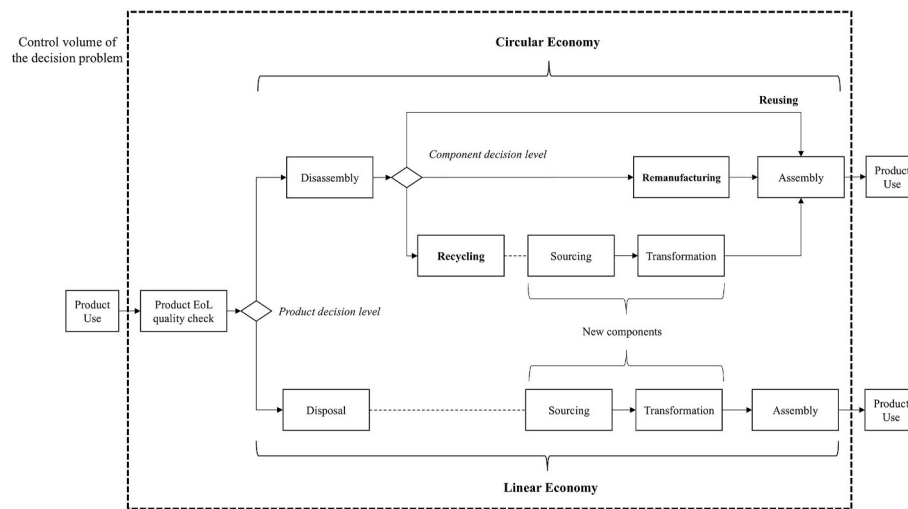 Control volume of
the decision problem
Circular Economy
Reusing
Component decision level
Disassembly
Remanufacturing
Assembly
Product
Use
Recycling
Sourcing
Transformation
Product
Use
Product EoL
quality check
Product decision level
New components
Disposal
Sourcing
Transformation
Assembly
Product
Use
Linear Economy